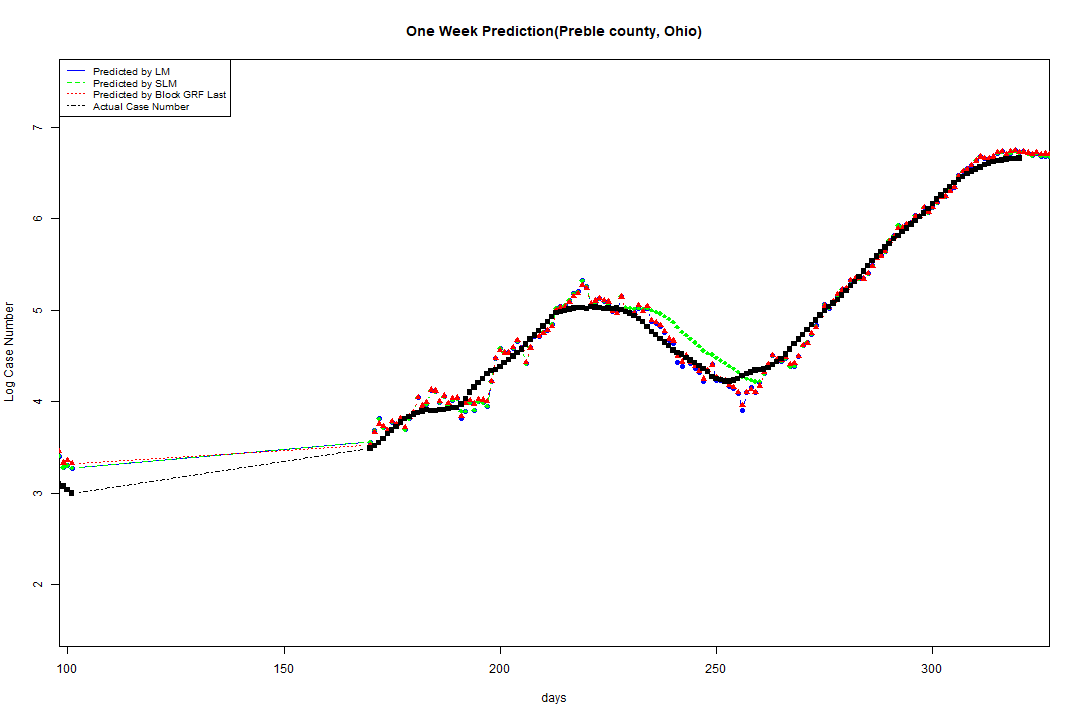 One Week Prediction(Preble county, Ohio)
Predicted by LM
Predicted by SLM
Predicted by Block GRF Last
Actual Case Number
Log Case Number
7
6
5
4
3
2
100 150 200 250 300
days